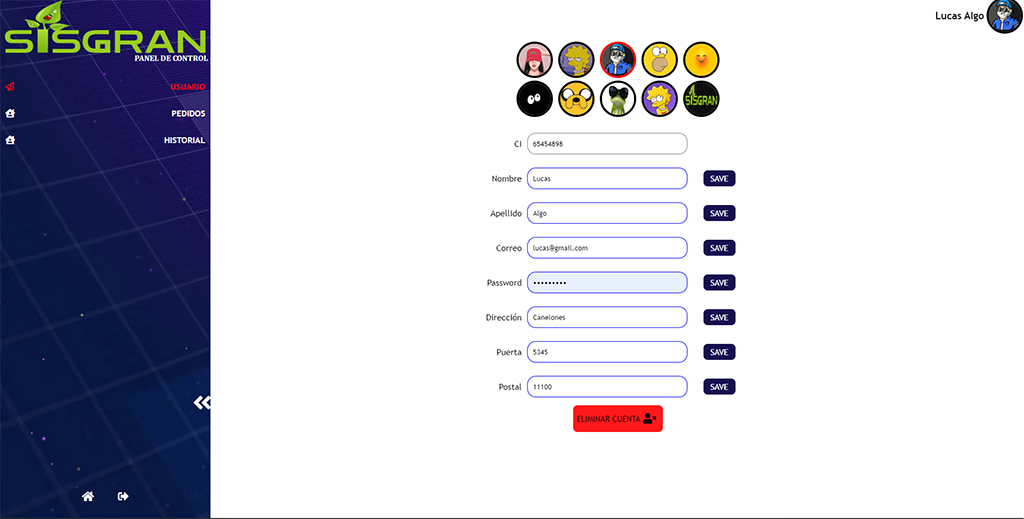 SISGRAN
PANEL DE CONTROL
USUARIO
PEDIDOS
HISTORIAL
Lucas Algo
SISGRAN
CI 65454898
Nombre Lucas SAVE
Apellido Algo SAVE
Correo lucas@gmail.com SAVE
Password ••••••••• SAVE
Dirección Canelones SAVE
Puerta 5345 SAVE
Postal 11100 SAVE
ELIMINAR CUENTA